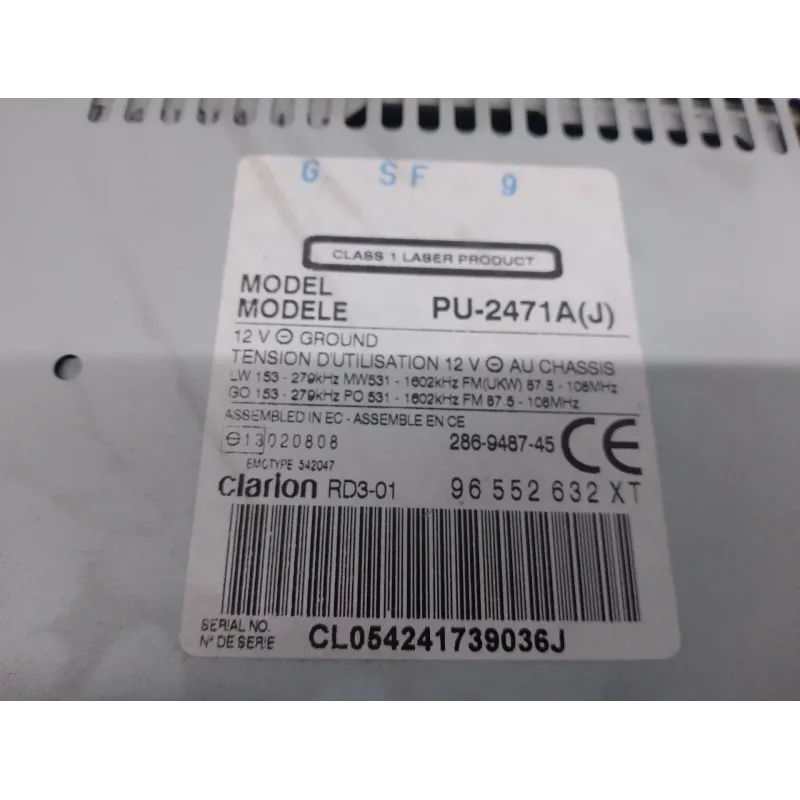 G SF 9
CLASS 1 LASER PRODUCT
MODEL
MODELE PU-2471A(J)
12 V ⊖ GROUND
TENSION D'UTILISATION 12 V ⊖ AU CHASSIS
LW 153 - 279kHz MW531 - 1602kHz FM(UKW) 87.5 - 108MHz
GO 153 - 279kHz PO 531 - 1602kHz FM 87.5 - 108MHz
ASSEMBLED IN EC - ASSEMBLE EN CE
e13 020808 286-9487-45 CE
EMCTYPE 542047
clarion RD3-01 96 552 632 XT
SERIAL NO.
N° DE SERIE CL054241739036J